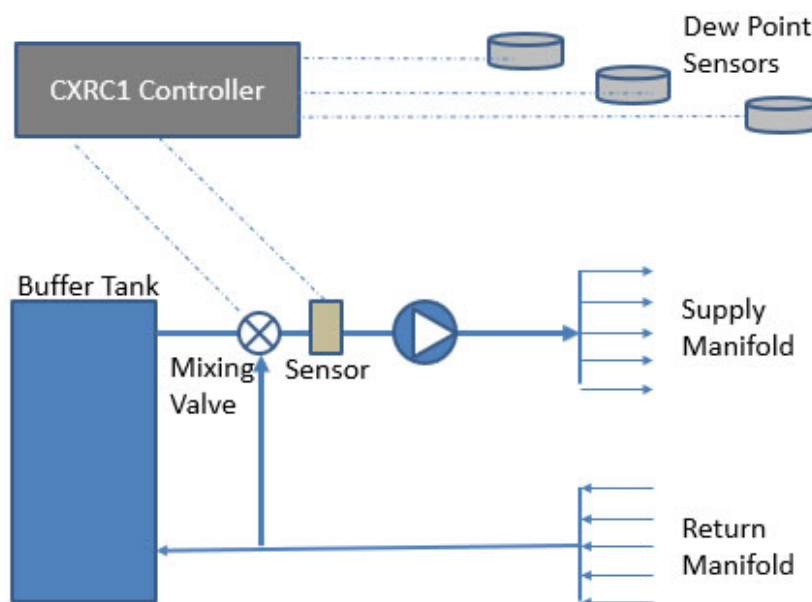 Dew Point
Sensors
CXRC1 Controller
Buffer Tank
Mixing
Valve
Sensor
Supply
Manifold
Return
Manifold